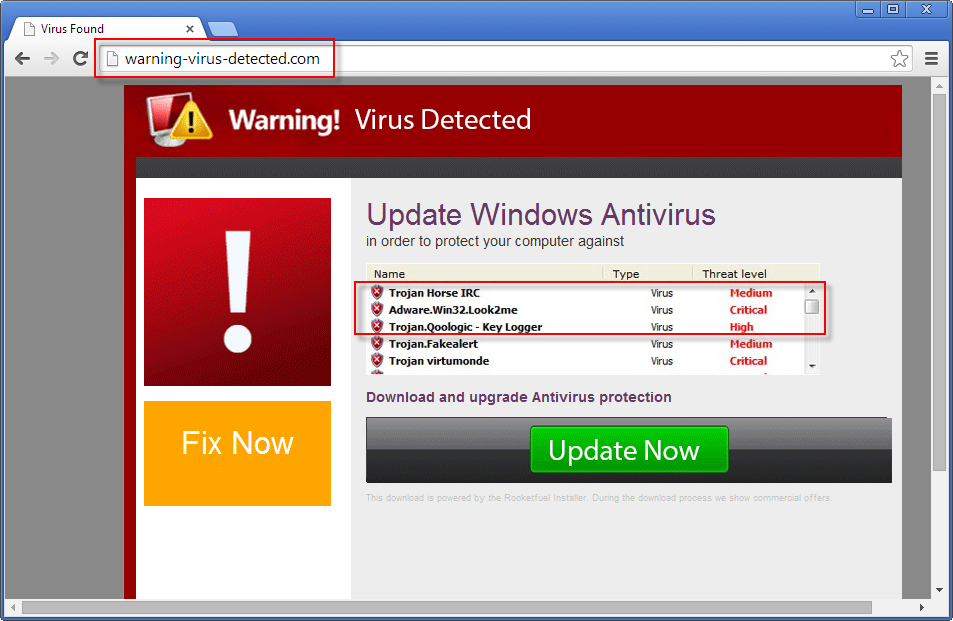 Virus Found
warning-virus-detected.com
Warning! Virus Detected
Update Windows Antivirus
in order to protect your computer against
Name Type Threat level
Trojan Horse IRC Virus Medium
Adware.Win32.Look2me Virus Critical
Trojan.Qoologic - Key Logger Virus High
Trojan.Fakealert Virus Medium
Trojan virtumonde Virus Critical
Fix Now
Download and upgrade Antivirus protection
Update Now
This download is powered by the Rocketfuel Installer. During the download process we show commercial offers.